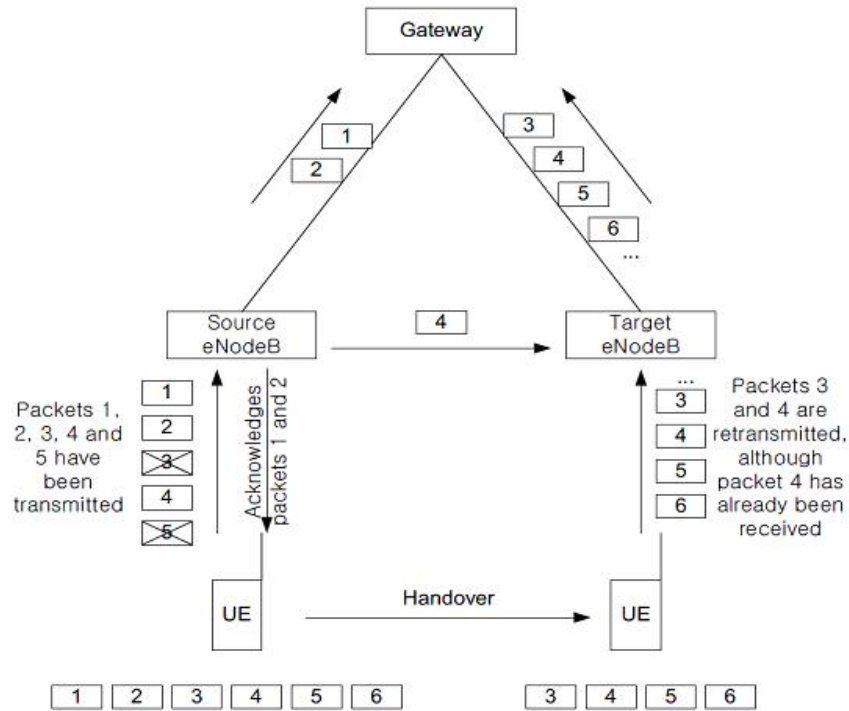 Gateway
1
2
3
4
5
6
...
Source
eNodeB
4
Target
eNodeB
Packets 1,
2, 3, 4 and
5 have
been
transmitted
1
2
3
4
5
Acknowledges
packets 1 and 2
...
3
4
5
6
Packets 3
and 4 are
retransmitted,
although
packet 4 has
already been
received
UE
Handover
UE
1 2 3 4 5 6
3 4 5 6